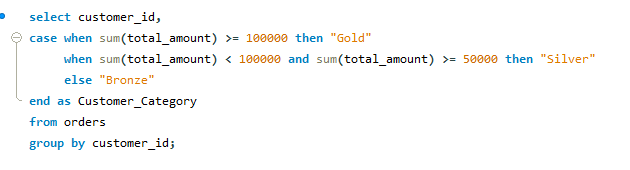 select customer_id,
case when sum(total_amount) >= 100000 then "Gold"
when sum(total_amount) < 100000 and sum(total_amount) >= 50000 then "Silver"
else "Bronze"
end as Customer_Category
from orders
group by customer_id;